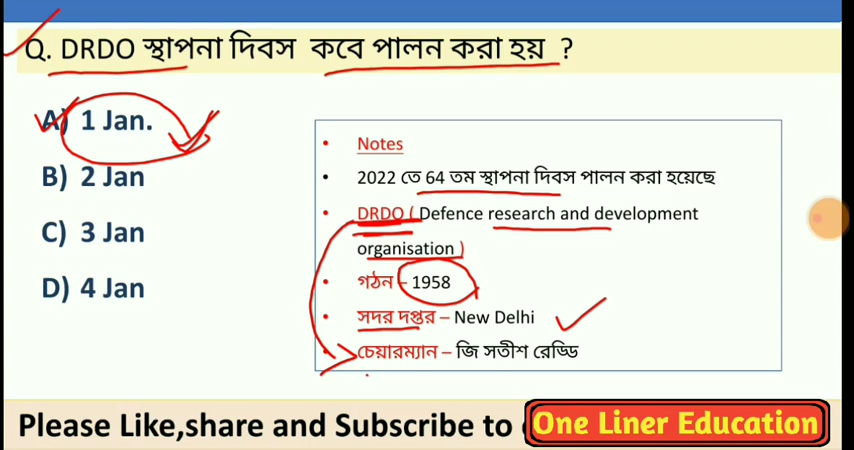 Q. DRDO স্থাপনা দিবস কবে পালন করা হয় ?
A) 1 Jan.
B) 2 Jan
C) 3 Jan
D) 4 Jan
Notes
2022 তে 64 তম স্থাপনা দিবস পালন করা হয়েছে
DRDO ( Defence research and development
organisation )
গঠন – 1958
সদর দপ্তর – New Delhi
চেয়ারম্যান – জি সতীশ রেড্ডি
Please Like,share and Subscribe to One Liner Education